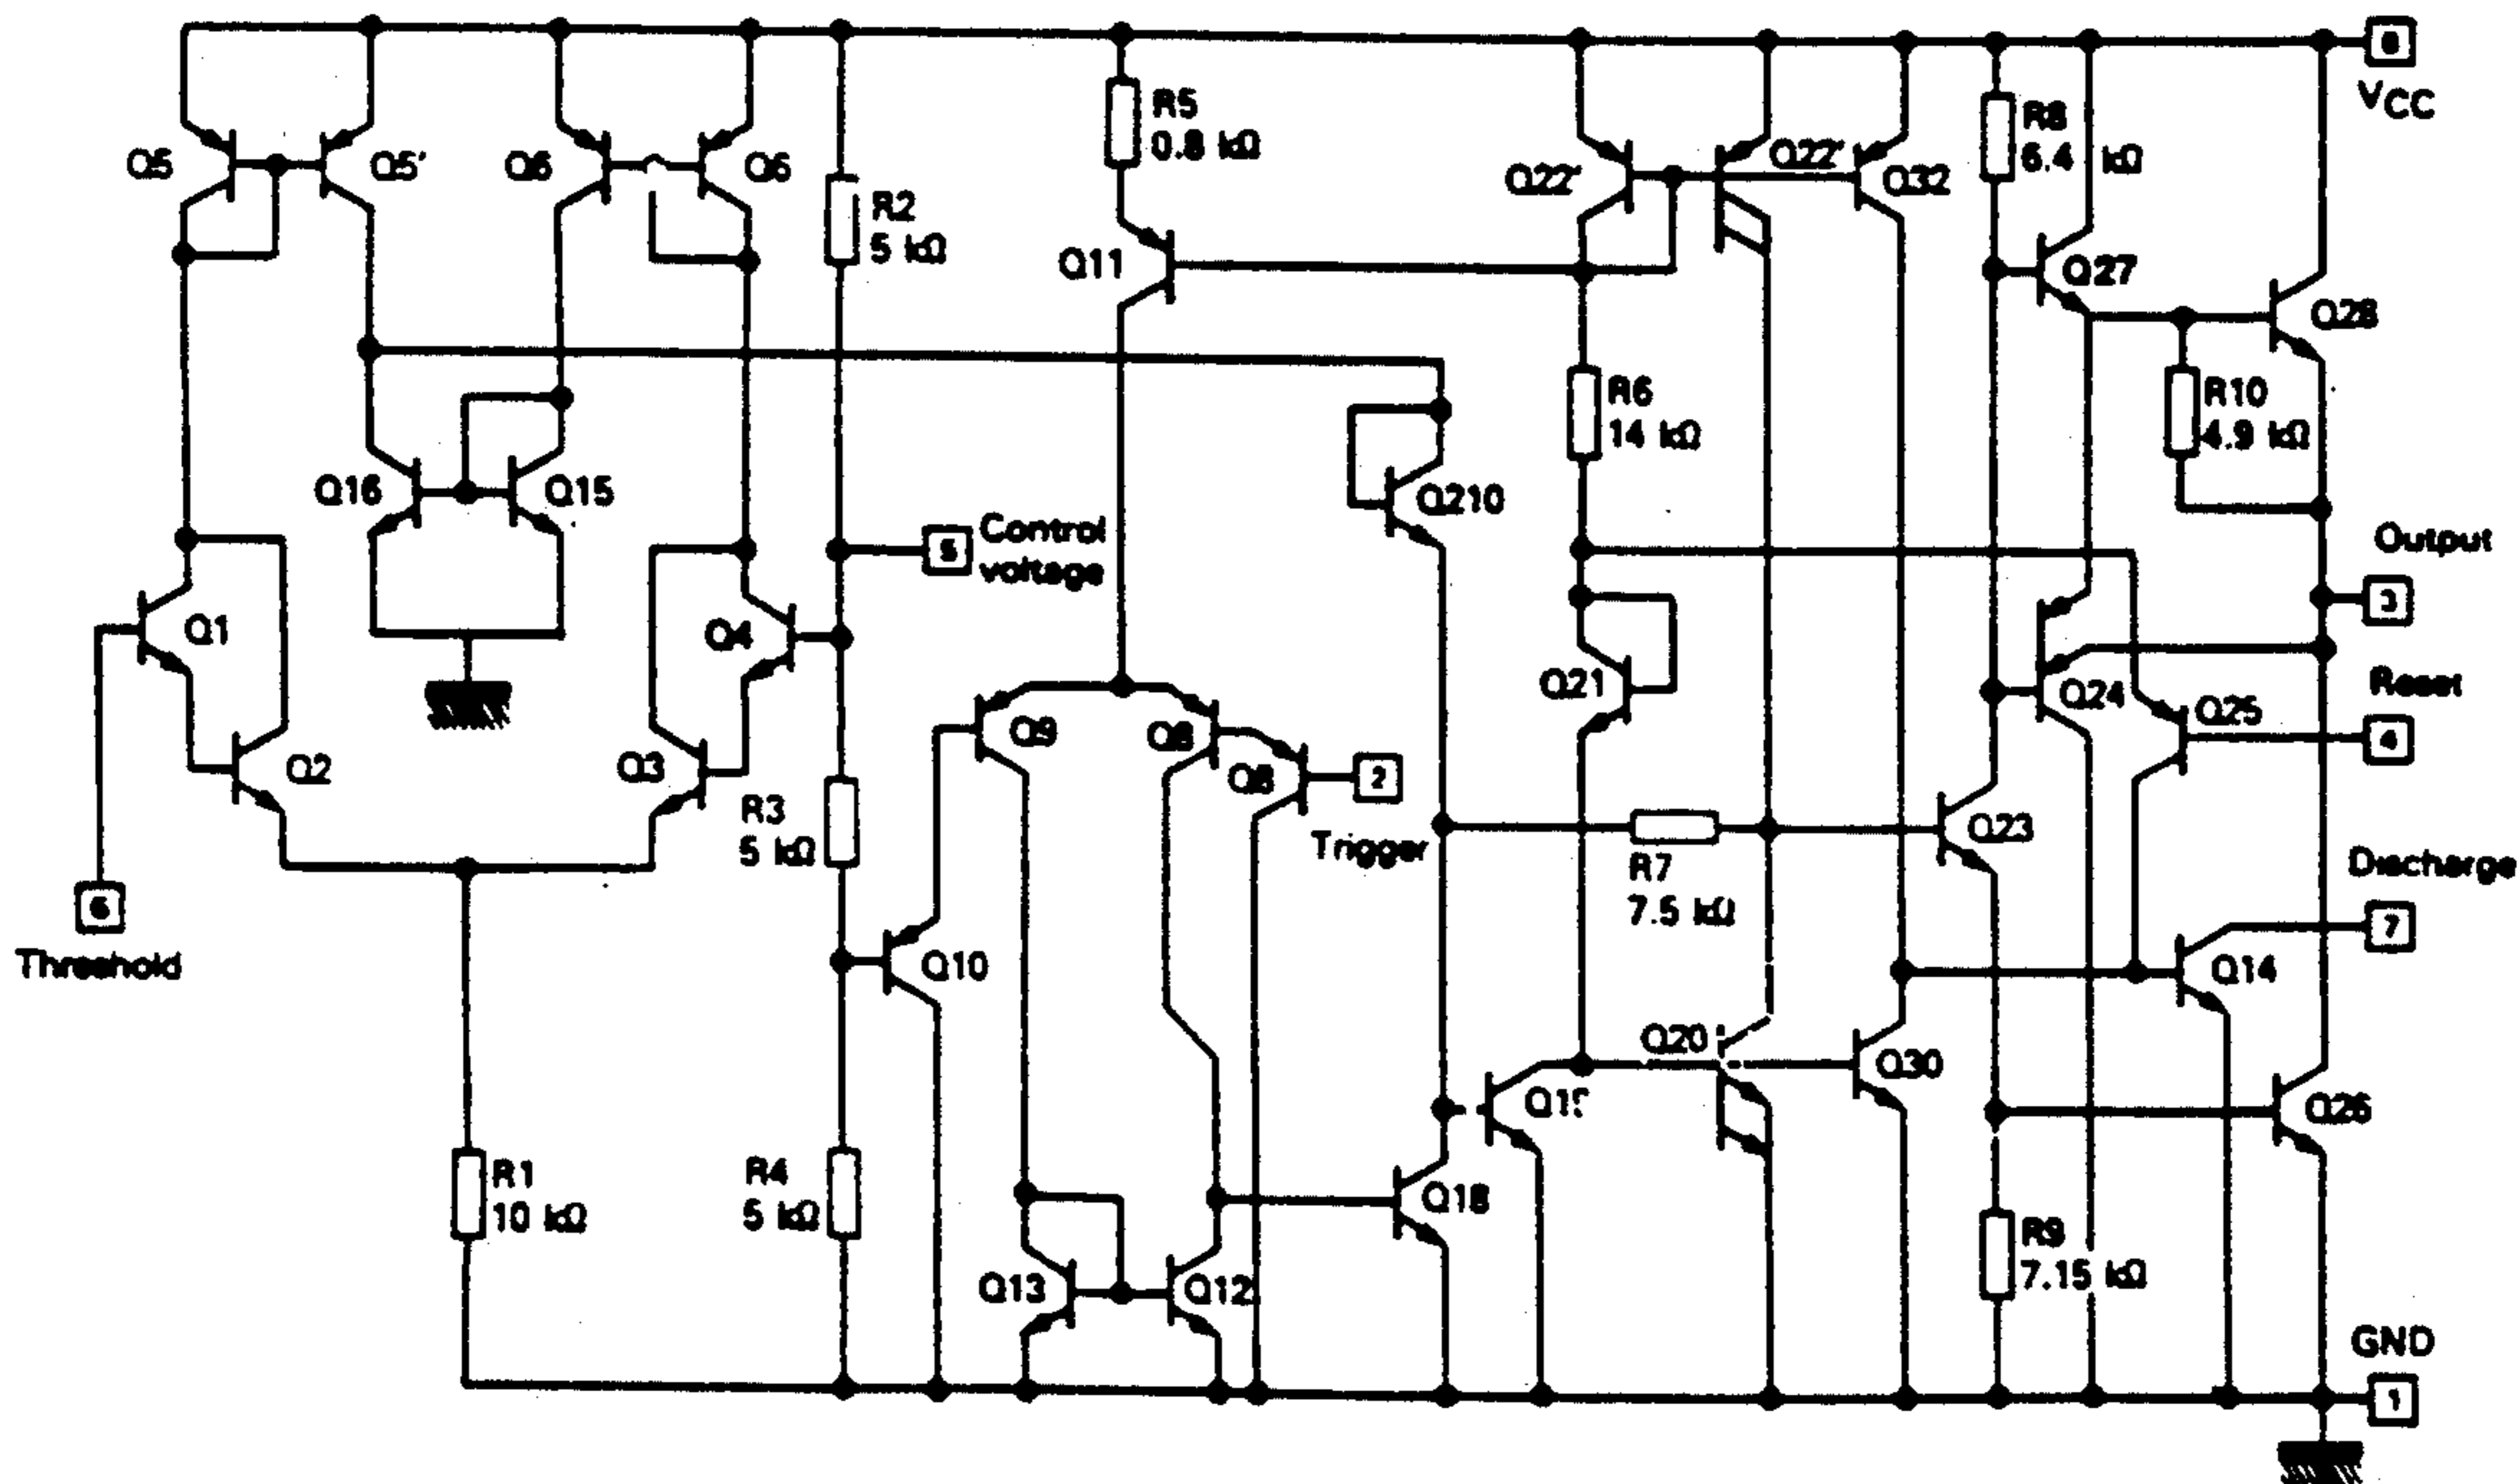 8
VCC
Q5
Q5'
Q6
Q6
R5
0.8 kΩ
R2
5 kΩ
Q22'
Q22'
Q32
R8
6.4 kΩ
Q11
Q27
Q28
R6
14 kΩ
R10
4.9 kΩ
Q16
Q15
Q210
5
Control
voltage
Output
3
Q1
Q4
Q21
Q24
Reset
Q25
4
Q2
Q3
Q9
Q8
Q8
2
Trigger
R3
5 kΩ
R7
7.5 kΩ
Q23
Discharge
7
6
Threshold
Q10
Q14
Q20
Q30
Q26
R1
10 kΩ
R4
5 kΩ
Q18
R9
7.15 kΩ
Q13
Q12
GND
1